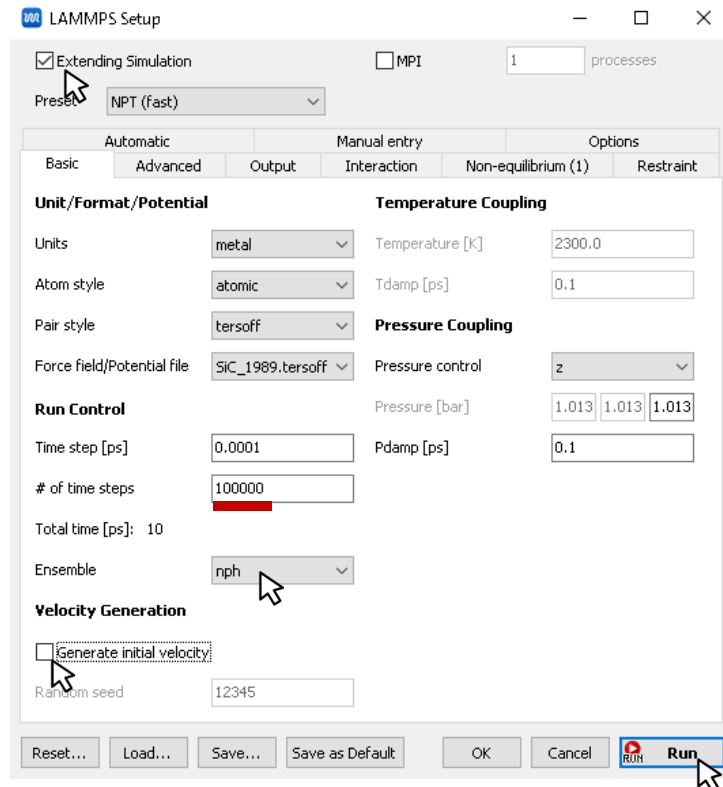 LAMMPS Setup
Extending Simulation
MPI
1
processes
Preset
NPT (fast)
Automatic
Manual entry
Options
Basic
Advanced
Output
Interaction
Non-equilibrium (1)
Restraint
Unit/Format/Potential
Units
metal
Atom style
atomic
Pair style
tersoff
Force field/Potential file
SiC_1989.tersoff
Run Control
Time step [ps]
0.0001
# of time steps
100000
Total time [ps]: 10
Ensemble
nph
Velocity Generation
Generate initial velocity
Random seed
12345
Temperature Coupling
Temperature [K]
2300.0
Tdamp [ps]
0.1
Pressure Coupling
Pressure control
z
Pressure [bar]
1.013 1.013 1.013
Pdamp [ps]
0.1
Reset...
Load...
Save...
Save as Default
OK
Cancel
RUN
Run